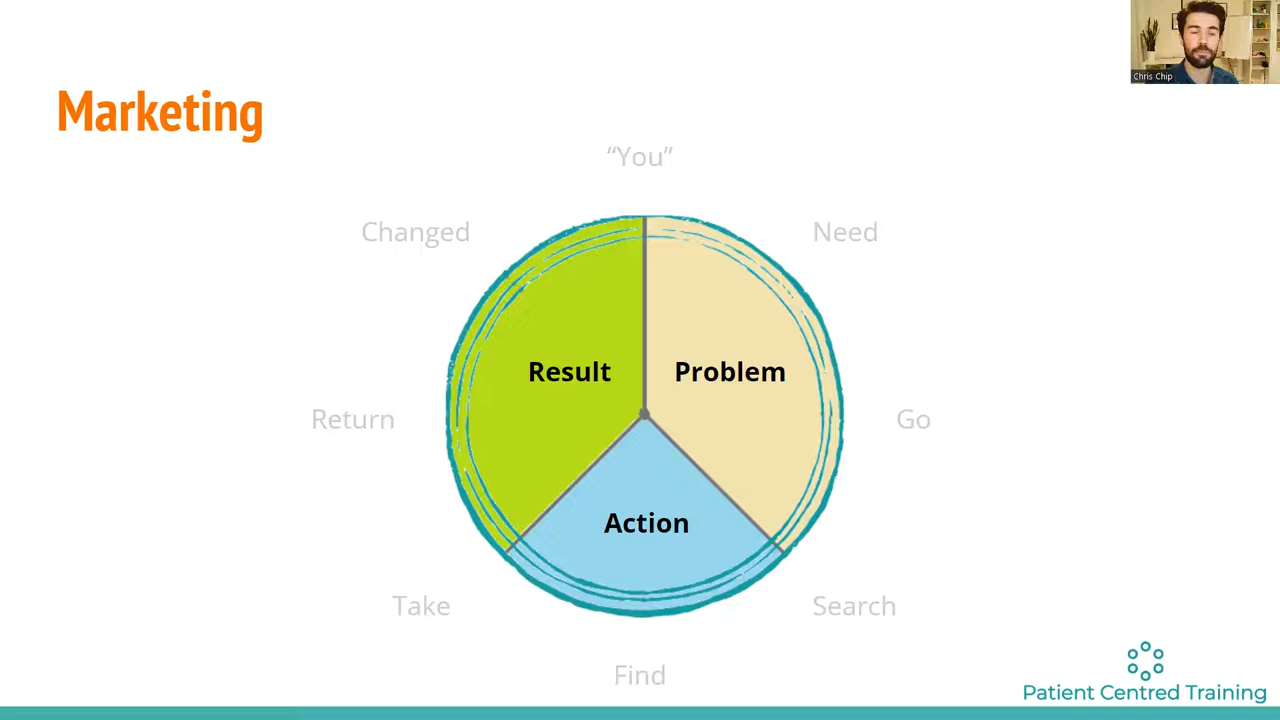 Chris Chip
Marketing
“You”
Changed
Need
Result
Problem
Return
Go
Action
Take
Search
Find
Patient Centred Training